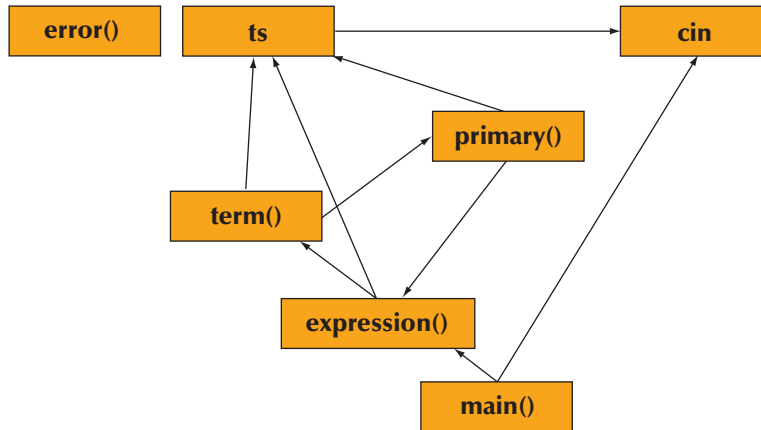 error()
ts
cin
primary()
term()
expression()
main()